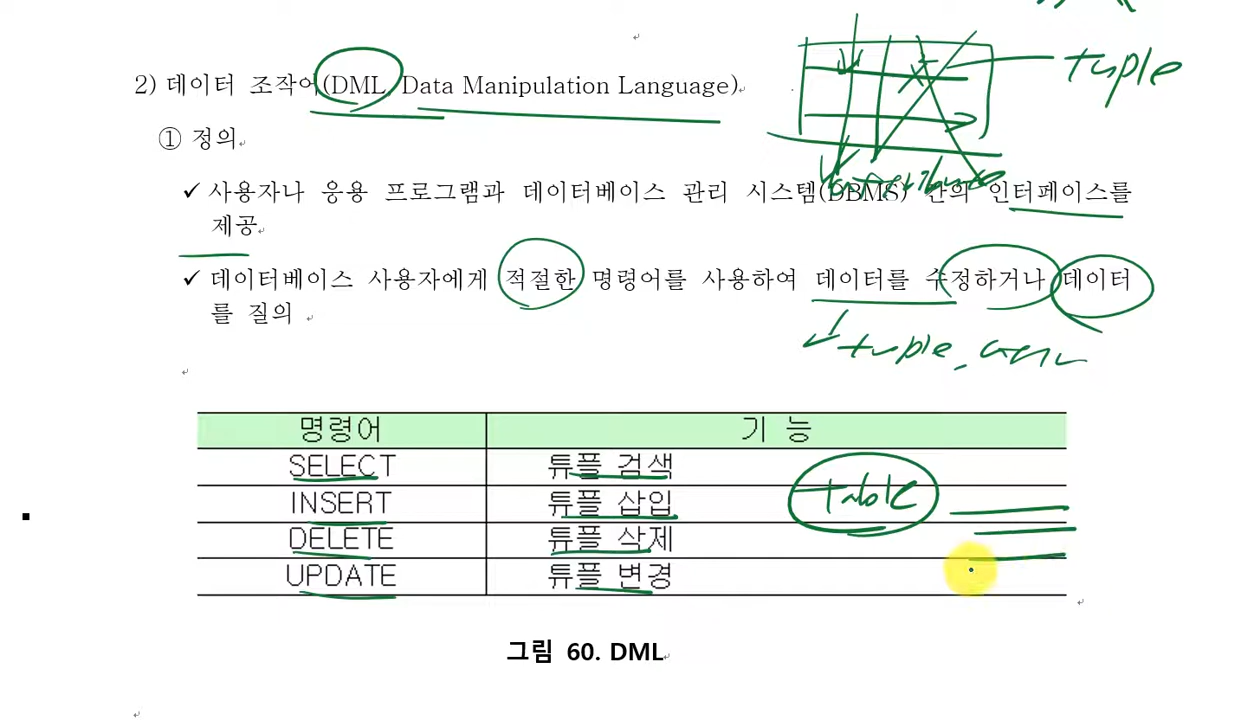 tuple
2) 데이터 조작어(DML, Data Manipulation Language)
① 정의
✓ 사용자나 응용 프로그램과 데이터베이스 관리 시스템(DBMS) 간의 인터페이스를
제공
✓ 데이터베이스 사용자에게 적절한 명령어를 사용하여 데이터를 수정하거나 데이터
를 질의
tuple
명령어 기 능
SELECT 튜플 검색
table
INSERT 튜플 삽입
DELETE 튜플 삭제
UPDATE 튜플 변경
그림 60. DML